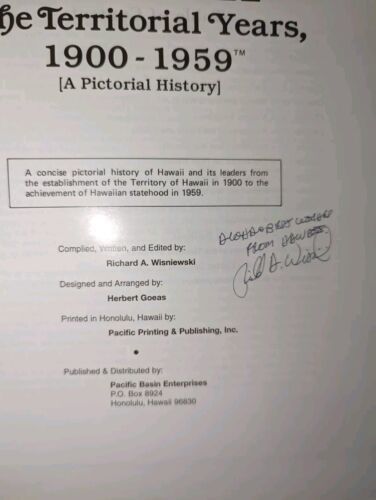 he Territorial Years,
1900 - 1959™
[A Pictorial History]
A concise pictorial history of Hawaii and its leaders from
the establishment of the Territory of Hawaii in 1900 to the
achievement of Hawaiian statehood in 1959.
Compiled, Written, and Edited by:
Richard A. Wisniewski
Designed and Arranged by:
Herbert Goeas
Printed in Honolulu, Hawaii by:
Pacific Printing & Publishing, Inc.
•
Published & Distributed by:
Pacific Basin Enterprises
P.O. Box 8924
Honolulu, Hawaii 96830
FROM HAWAII